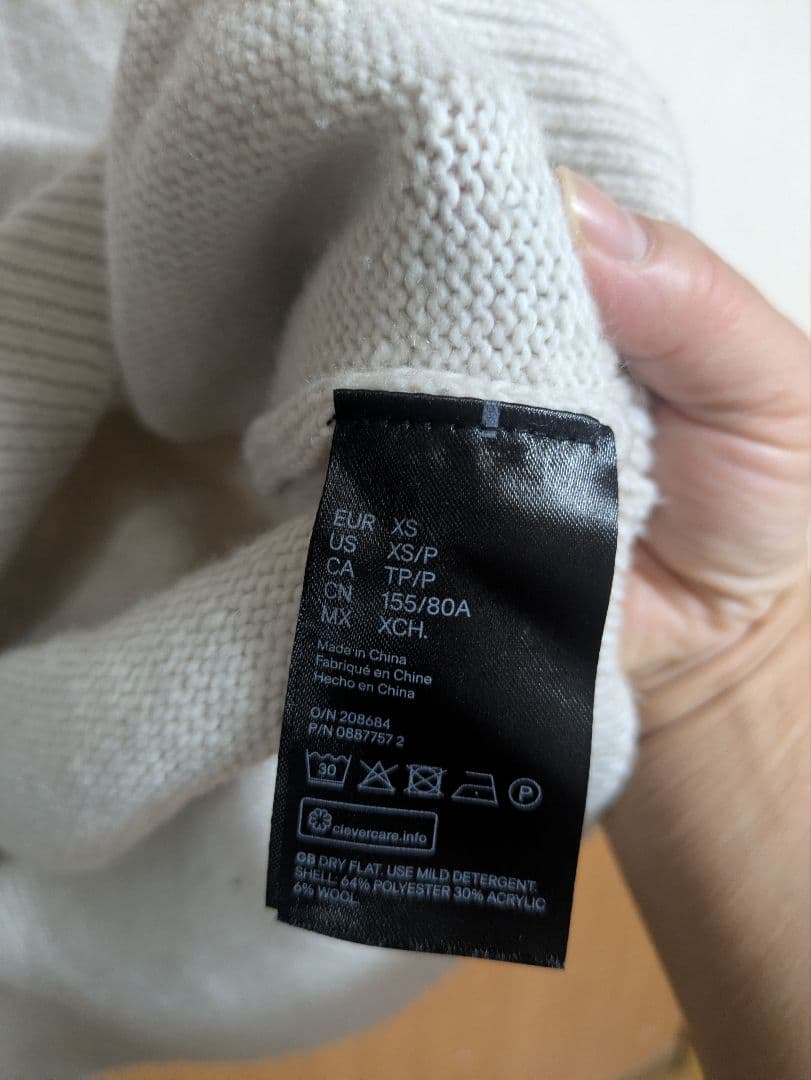 EUR XS
US XS/P
CA TP/P
CN 155/80A
MX XCH.
Made in China
Fabriqué en Chine
Hecho en China
O/N 208684
P/N 0887757 2
30 P
clevercare.info
GB DRY FLAT. USE MILD DETERGENT.
SHELL: 64% POLYESTER 30% ACRYLIC
6% WOOL